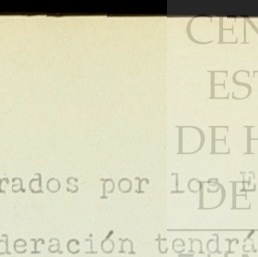 CEN
EST
DE H
rados por los E
DE
deración tendrá